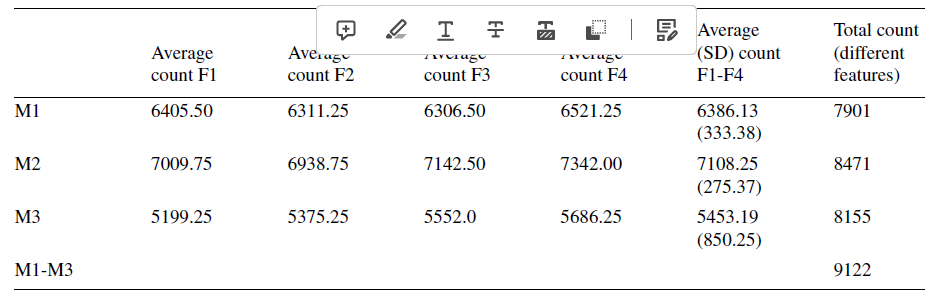 Average Total count
Average Average Average Average (SD) count (different
count F1 count F2 count F3 count F4 F1-F4 features)
M1 6405.50 6311.25 6306.50 6521.25 6386.13 7901
(333.38)
M2 7009.75 6938.75 7142.50 7342.00 7108.25 8471
(275.37)
M3 5199.25 5375.25 5552.0 5686.25 5453.19 8155
(850.25)
M1-M3 9122